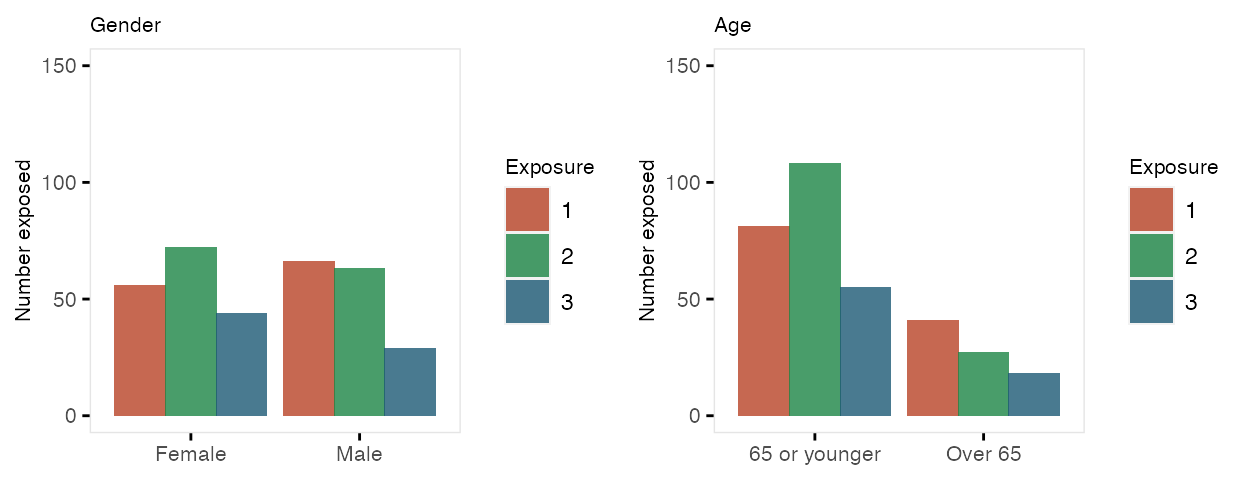 Gender
150
100
50
0
Number exposed
Female Male
Exposure
1
2
3
Age
150
100
50
0
Number exposed
65 or younger Over 65
Exposure
1
2
3